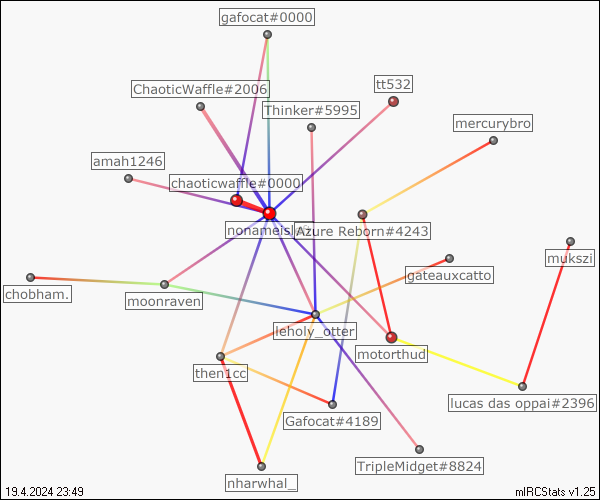 gafocat#0000
ChaoticWaffle#2006
tt532
Thinker#5995
mercurybro
amah1246
chaoticwaffle#0000
Azure Reborn#4243
mukszi
gateauxcatto
chobham.
moonraven
leholy_otter
motorthud
then1cc
lucas das oppai#2396
Gafocat#4189
TripleMidget#8824
nharwhal_
19.4.2024 23:49
mIRCStats v1.25